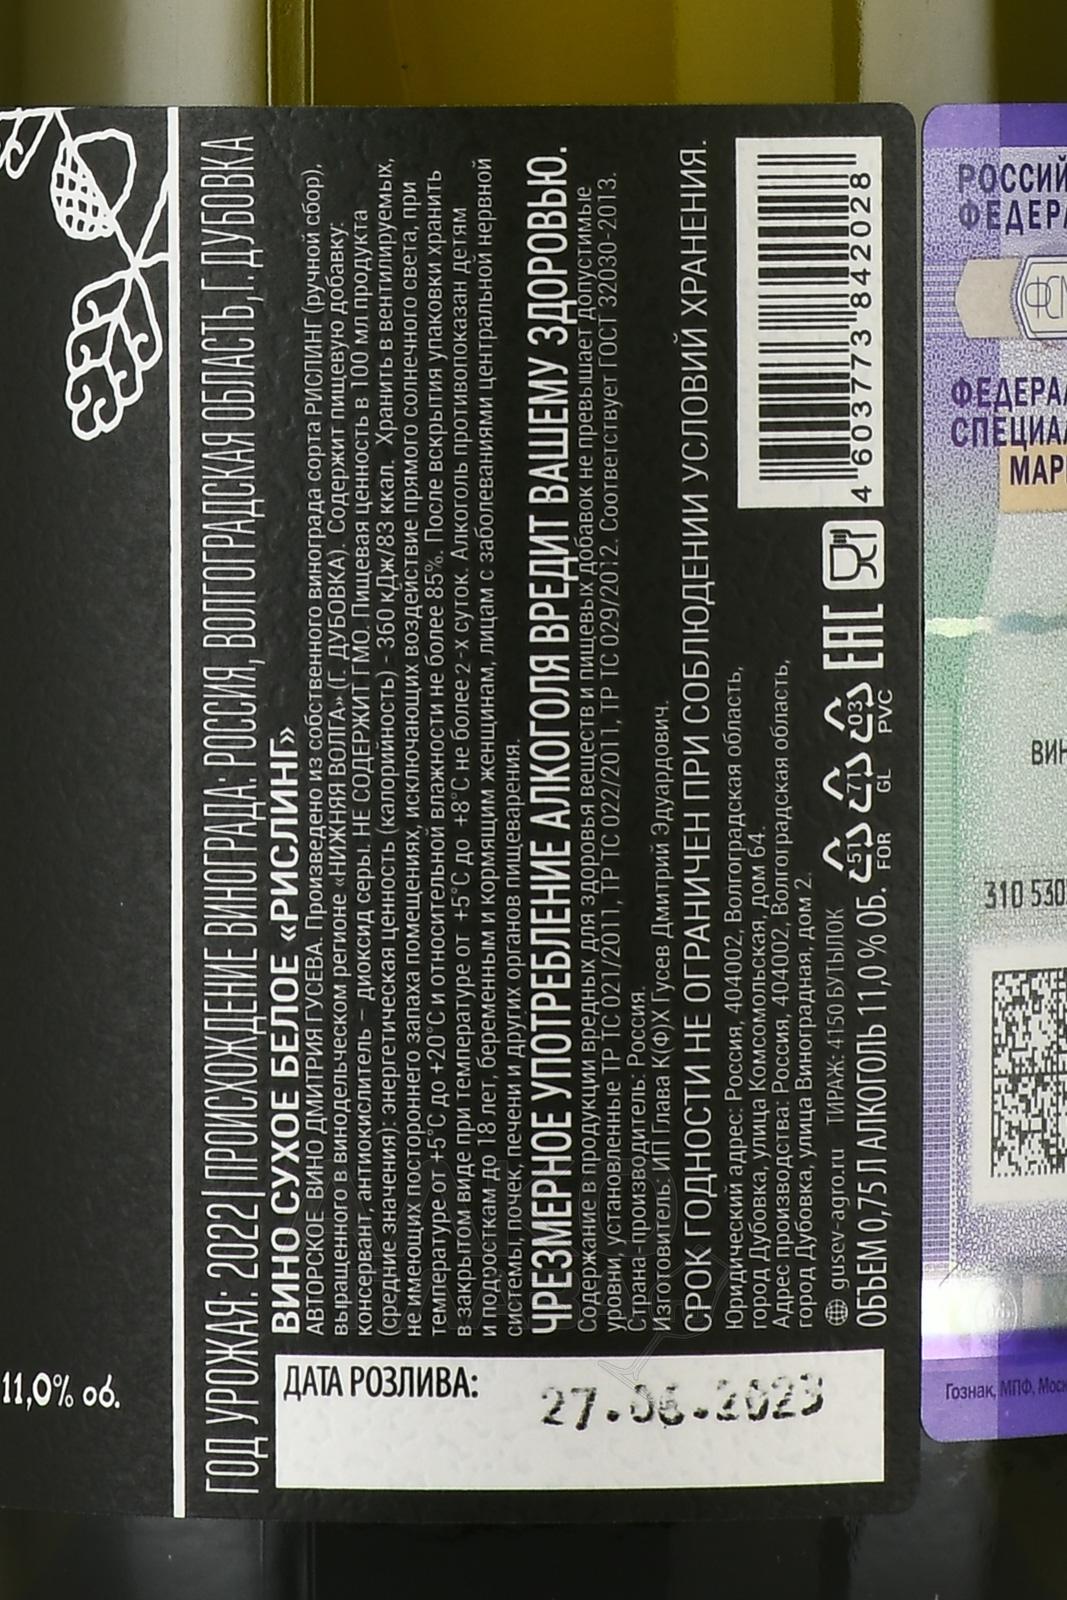 11,0% об.
ГОД УРОЖАЯ: 2022 | ПРОИСХОЖДЕНИЕ ВИНОГРАДА: РОССИЯ, ВОЛГОГРАДСКАЯ ОБЛАСТЬ, Г. ДУБОВКА
ВИНО СУХОЕ БЕЛОЕ «РИСЛИНГ»
АВТОРСКОЕ ВИНО ДМИТРИЯ ГУСЕВА. Произведено из собственного винограда сорта РИСЛИНГ (ручной сбор),
выращенного в винодельческом регионе «НИЖНЯЯ ВОЛГА» (Г. ДУБОВКА). Содержит пищевую добавку:
консервант, антиокислитель – диоксид серы. НЕ СОДЕРЖИТ ГМО. Пищевая ценность в 100 мл продукта
(средние значения): энергетическая ценность (калорийность) - 360 кДж/83 ккал. Хранить в вентилируемых,
не имеющих постороннего запаха помещениях, исключающих воздействие прямого солнечного света, при
температуре от +5˚С до +20˚С и относительной влажности не более 85%. После вскрытия упаковки хранить
в закрытом виде при температуре от +5˚С до +8˚С не более 2 -х суток. Алкоголь противопоказан детям
и подросткам до 18 лет, беременным и кормящим женщинам, лицам с заболеваниями центральной нервной
системы, почек, печени и других органов пищеварения.
ЧРЕЗМЕРНОЕ УПОТРЕБЛЕНИЕ АЛКОГОЛЯ ВРЕДИТ ВАШЕМУ ЗДОРОВЬЮ.
Содержание в продукции вредных для здоровья веществ и пищевых добавок не превышает допустимые
уровни, установленные ТР ТС 021/2011, ТР ТС 022/2011, ТР ТС 029/2012. Соответствует ГОСТ 32030-2013.
Страна -производитель: Россия.
Изготовитель: ИП Глава К(Ф)Х Гусев Дмитрий Эдуардович.
СРОК ГОДНОСТИ НЕ ОГРАНИЧЕН ПРИ СОБЛЮДЕНИИ УСЛОВИЙ ХРАНЕНИЯ.
Юридический адрес: Россия, 404002, Волгоградская область,
город Дубовка, улица Комсомольская, дом 64.
Адрес производства: Россия, 404002, Волгоградская область,
город Дубовка, улица Виноградная, дом 2.
gusev-agro.ru ТИРАЖ: 4150 БУТЫЛОК
ОБЪЕМ 0,75 Л АЛКОГОЛЬ 11,0 % ОБ.
51 71 03
FOR GL PVC
ЕАС
4 603773 842028
ДАТА РОЗЛИВА:
27.06.2023
РОССИЙ
ФЕДЕРА
ФСМ
ФЕДЕРАЛ
СПЕЦИАЛ
МАР
ВИН
310 530
Гознак, МПФ, Моск